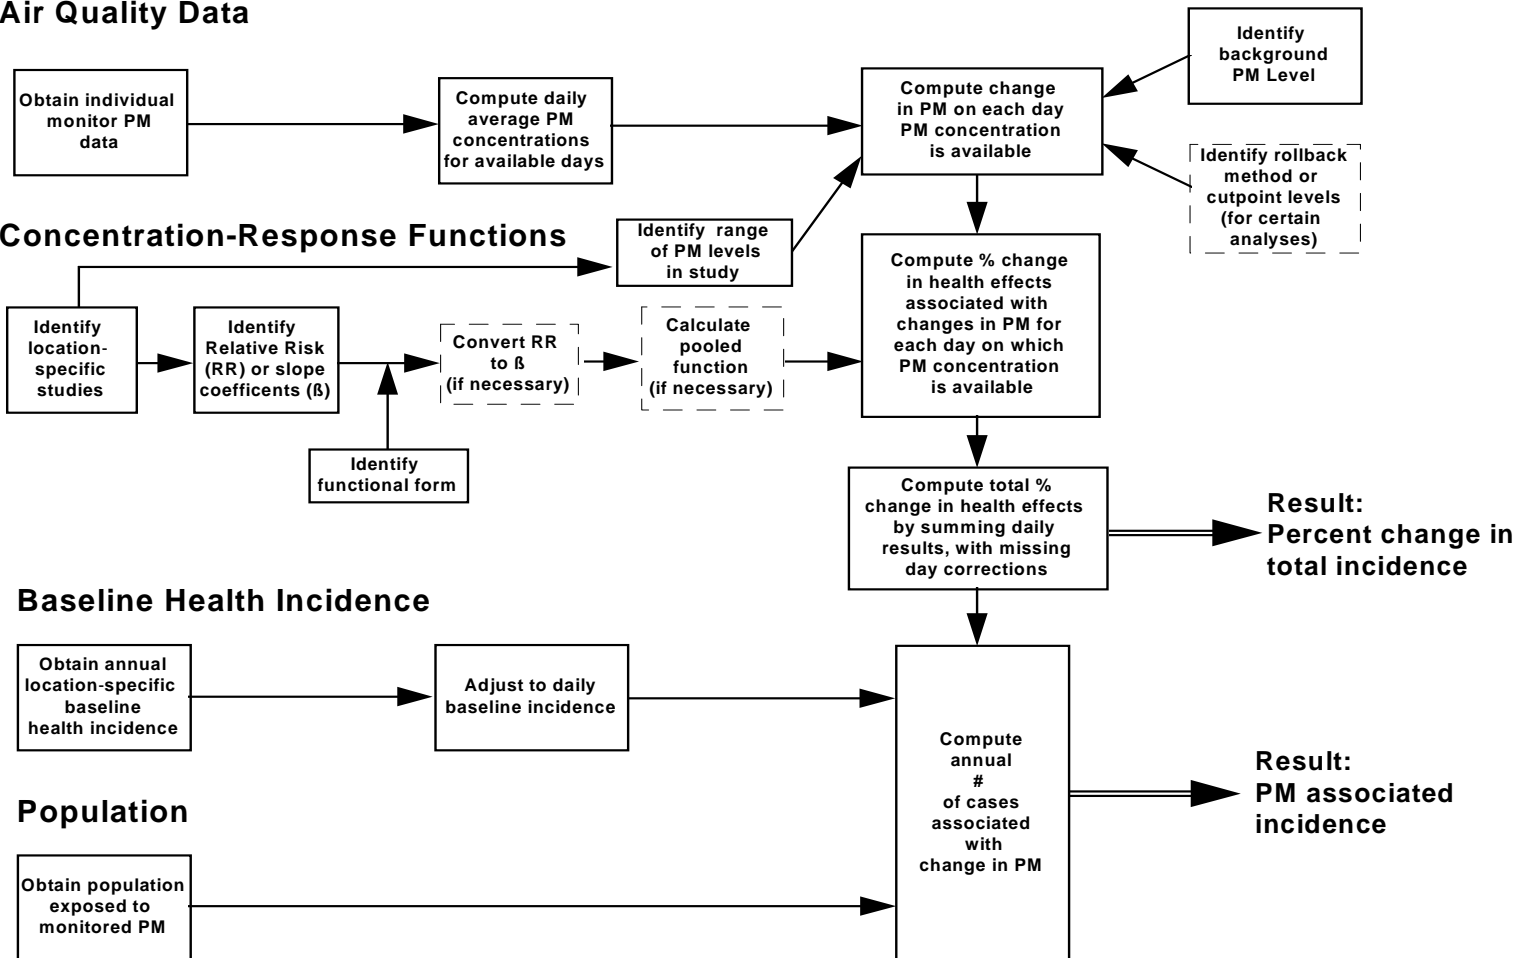 Air Quality Data
Obtain individual
monitor PM
data
Compute daily
average PM
concentrations
for available days
Compute change
in PM on each day
PM concentration
is available
Identify
background
PM Level
Identify rollback
method or
cutpoint levels
(for certain
analyses)
Concentration-Response Functions
Identify range
of PM levels
in study
Identify
location-
specific
studies
Identify
Relative Risk
(RR) or slope
coefficents (ß)
Convert RR
to ß
(if necessary)
Calculate
pooled
function
(if necessary)
Identify
functional form
Compute % change
in health effects
associated with
changes in PM for
each day on which
PM concentration
is available
Compute total %
change in health effects
by summing daily
results, with missing
day corrections
Result:
Percent change in
total incidence
Baseline Health Incidence
Obtain annual
location-specific
baseline
health incidence
Adjust to daily
baseline incidence
Compute
annual
#
of cases
associated
with
change in PM
Result:
PM associated
incidence
Population
Obtain population
exposed to
monitored PM